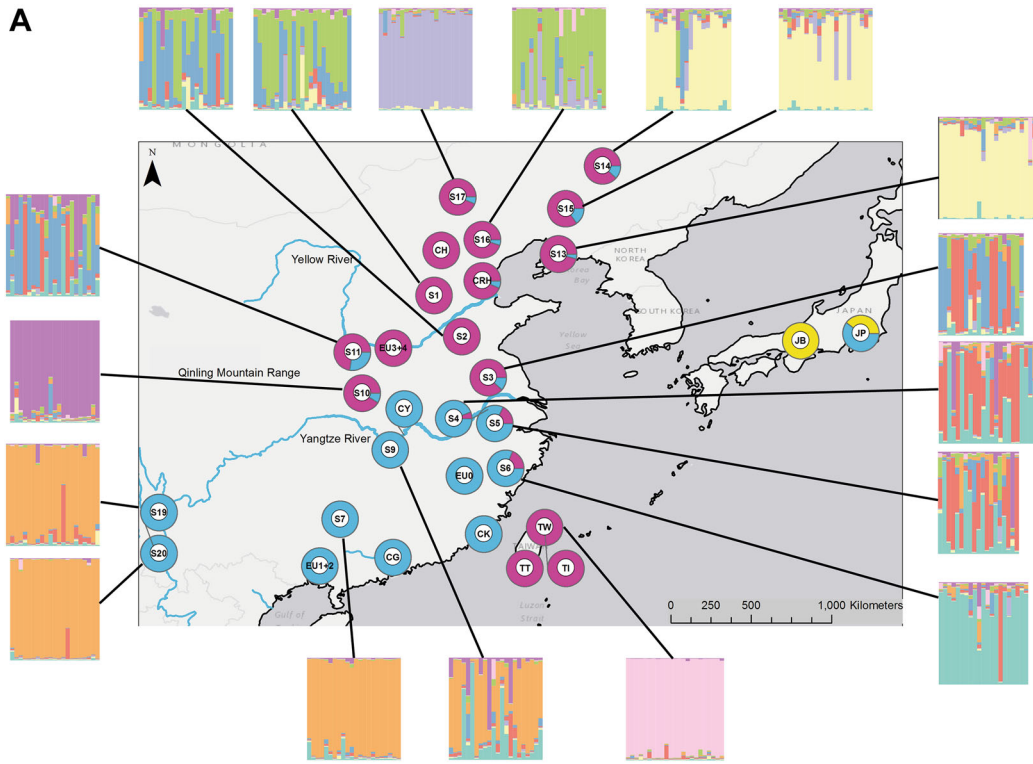 A
MONGOLIA
N
S14
S17
S15
S16
NORTH
KOREA
CH
S13
Korea
Bay
Yellow River
CRH
S1
SOUTH KOREA
JAPAN
S2
Yellow
Sea
JB
JP
S11
EU3+4
Qinling Mountain Range
S3
S10
CY
S4
S5
Yangtze River
S9
S6
EU0
S19
S7
TW
CK
S20
TAIWAN
CG
EU1+2
TT
TI
Luzon
Strait
0 250 500 1,000 Kilometers
Gulf of